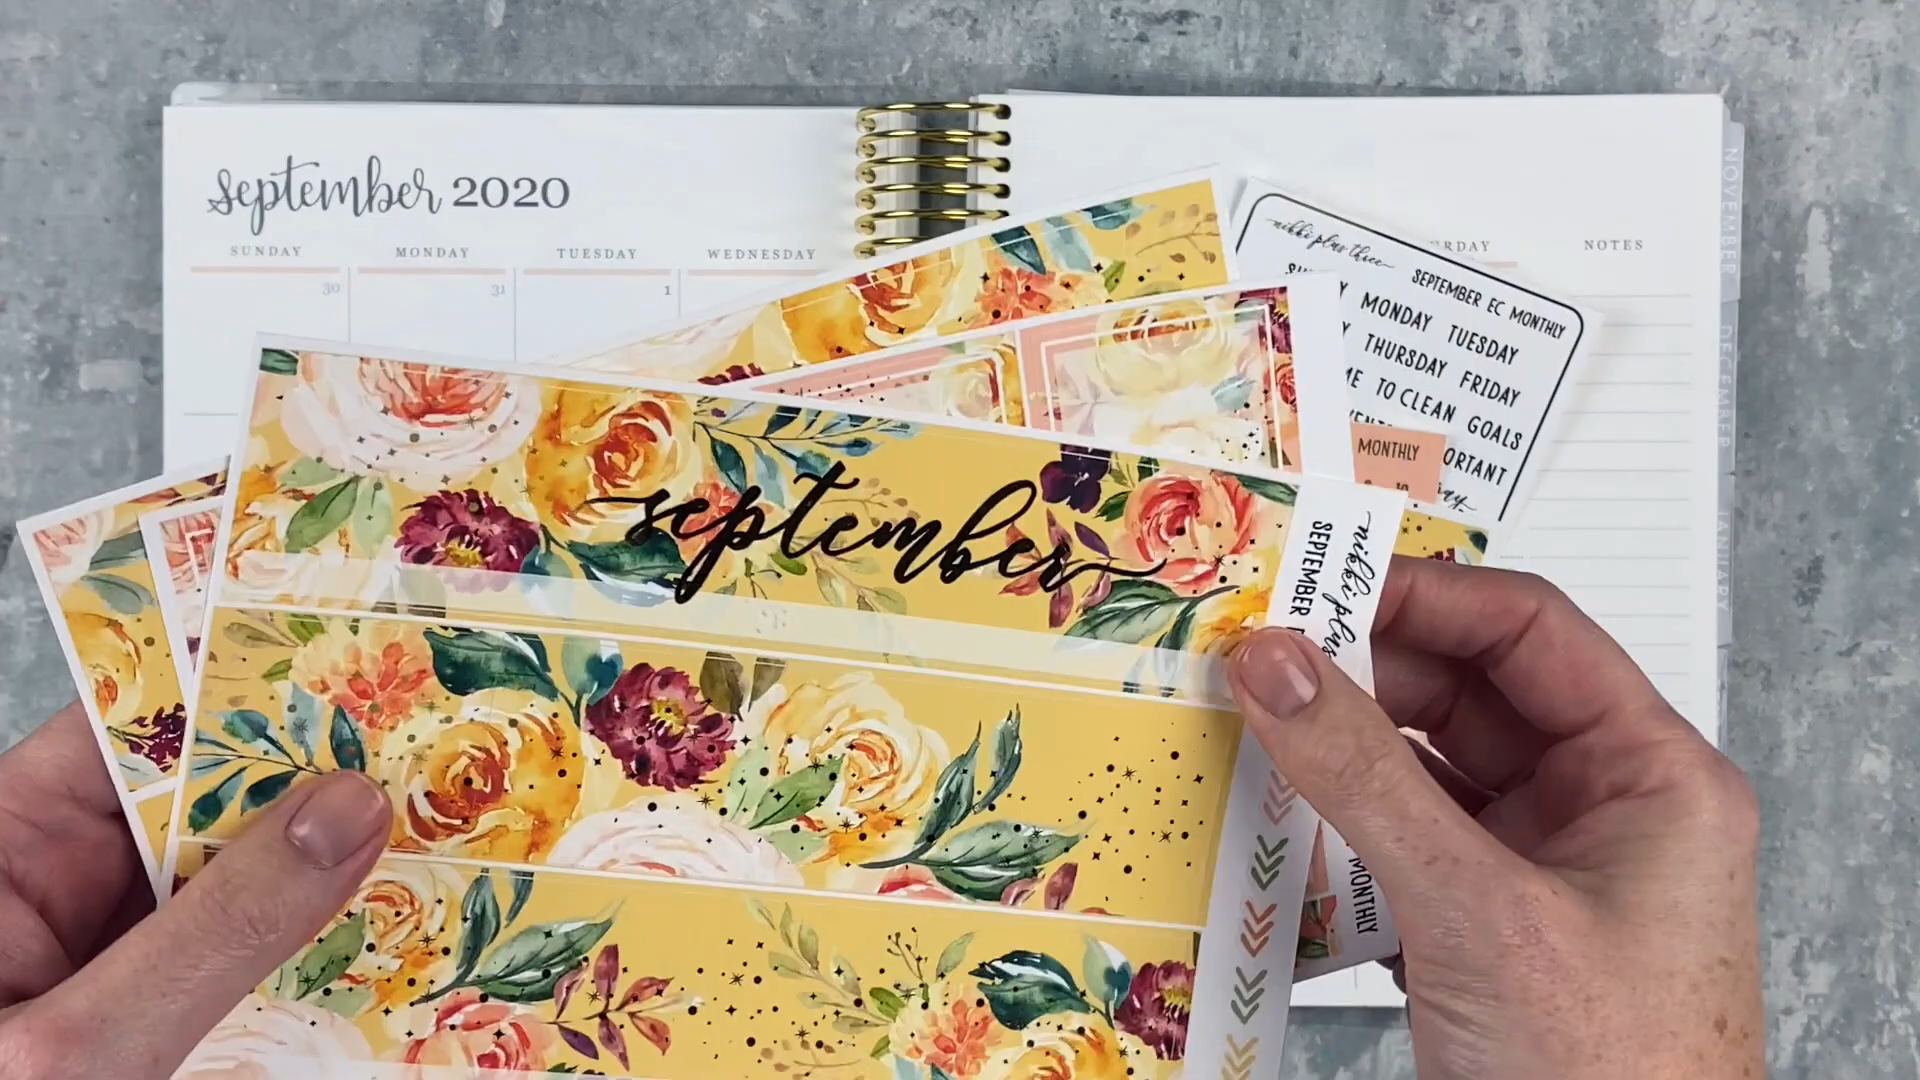 september 2020
SUNDAY MONDAY TUESDAY WEDNESDAY
NOTES
30 31 1
nikki plus three
SEPTEMBER EC MONTHLY
MONDAY TUESDAY
THURSDAY FRIDAY
TO CLEAN GOALS
MONTHLY
september
nikki plus
SEPTEMBER
MONTHLY
NOVEMBER
DECEMBER
JANUARY